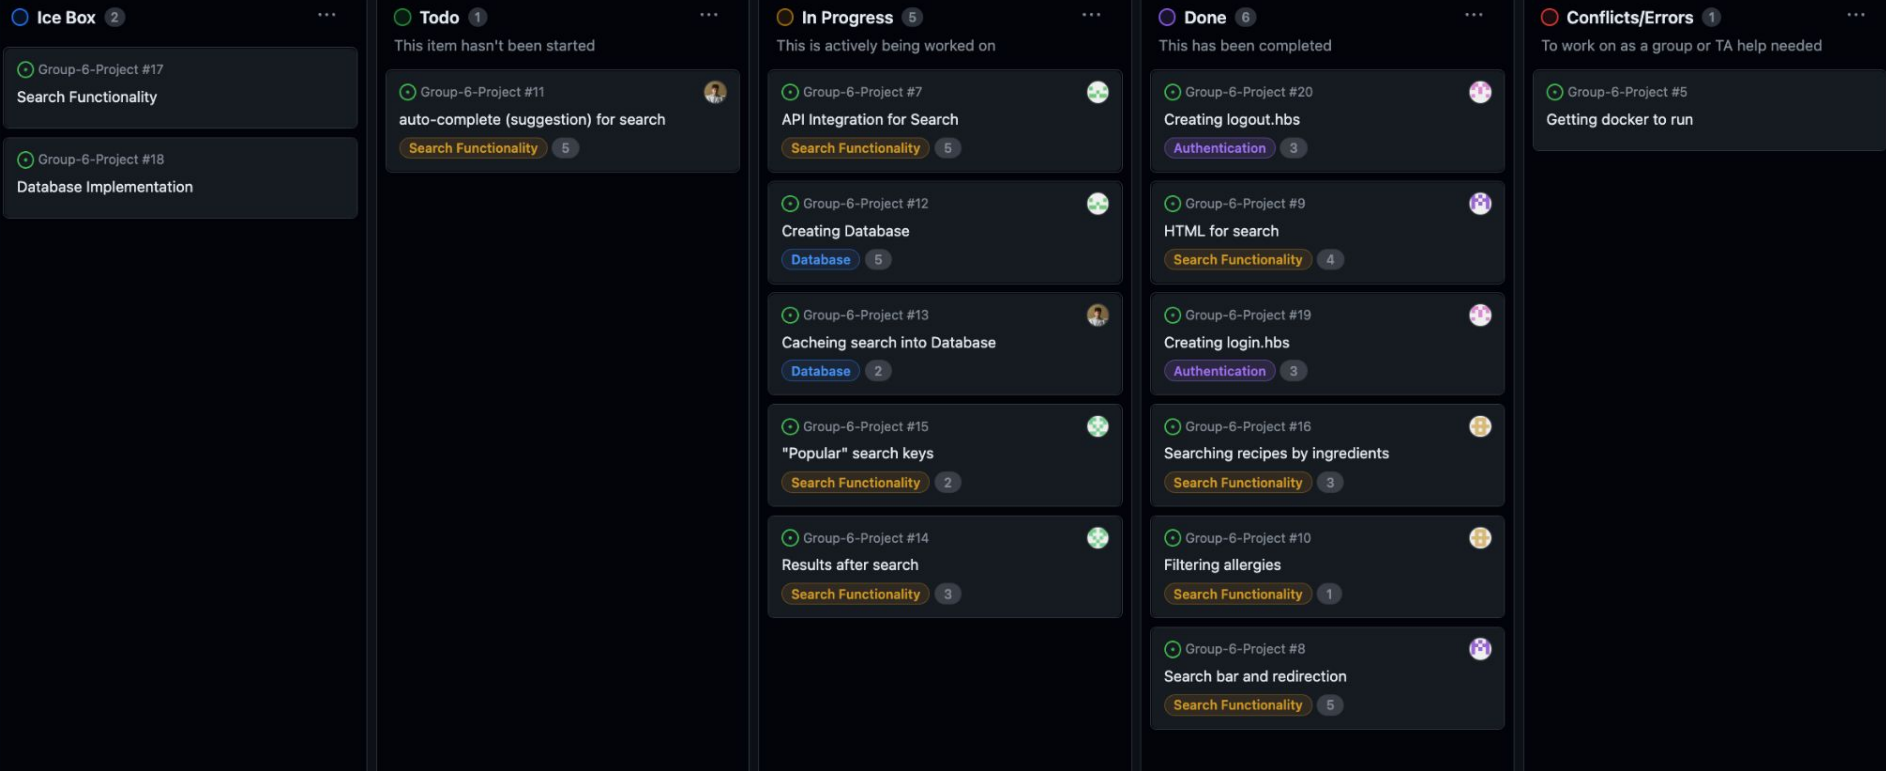 Ice Box 2
Group-6-Project #17
Search Functionality
Group-6-Project #18
Database Implementation
Todo 1
This item hasn't been started
Group-6-Project #11
auto-complete (suggestion) for search
Search Functionality 5
In Progress 5
This is actively being worked on
Group-6-Project #7
API Integration for Search
Search Functionality 5
Group-6-Project #12
Creating Database
Database 5
Group-6-Project #13
Cacheing search into Database
Database 2
Group-6-Project #15
"Popular" search keys
Search Functionality 2
Group-6-Project #14
Results after search
Search Functionality 3
Done 6
This has been completed
Group-6-Project #20
Creating logout.hbs
Authentication 3
Group-6-Project #9
HTML for search
Search Functionality 4
Group-6-Project #19
Creating login.hbs
Authentication 3
Group-6-Project #16
Searching recipes by ingredients
Search Functionality 3
Group-6-Project #10
Filtering allergies
Search Functionality 1
Group-6-Project #8
Search bar and redirection
Search Functionality 5
Conflicts/Errors 1
To work on as a group or TA help needed
Group-6-Project #5
Getting docker to run